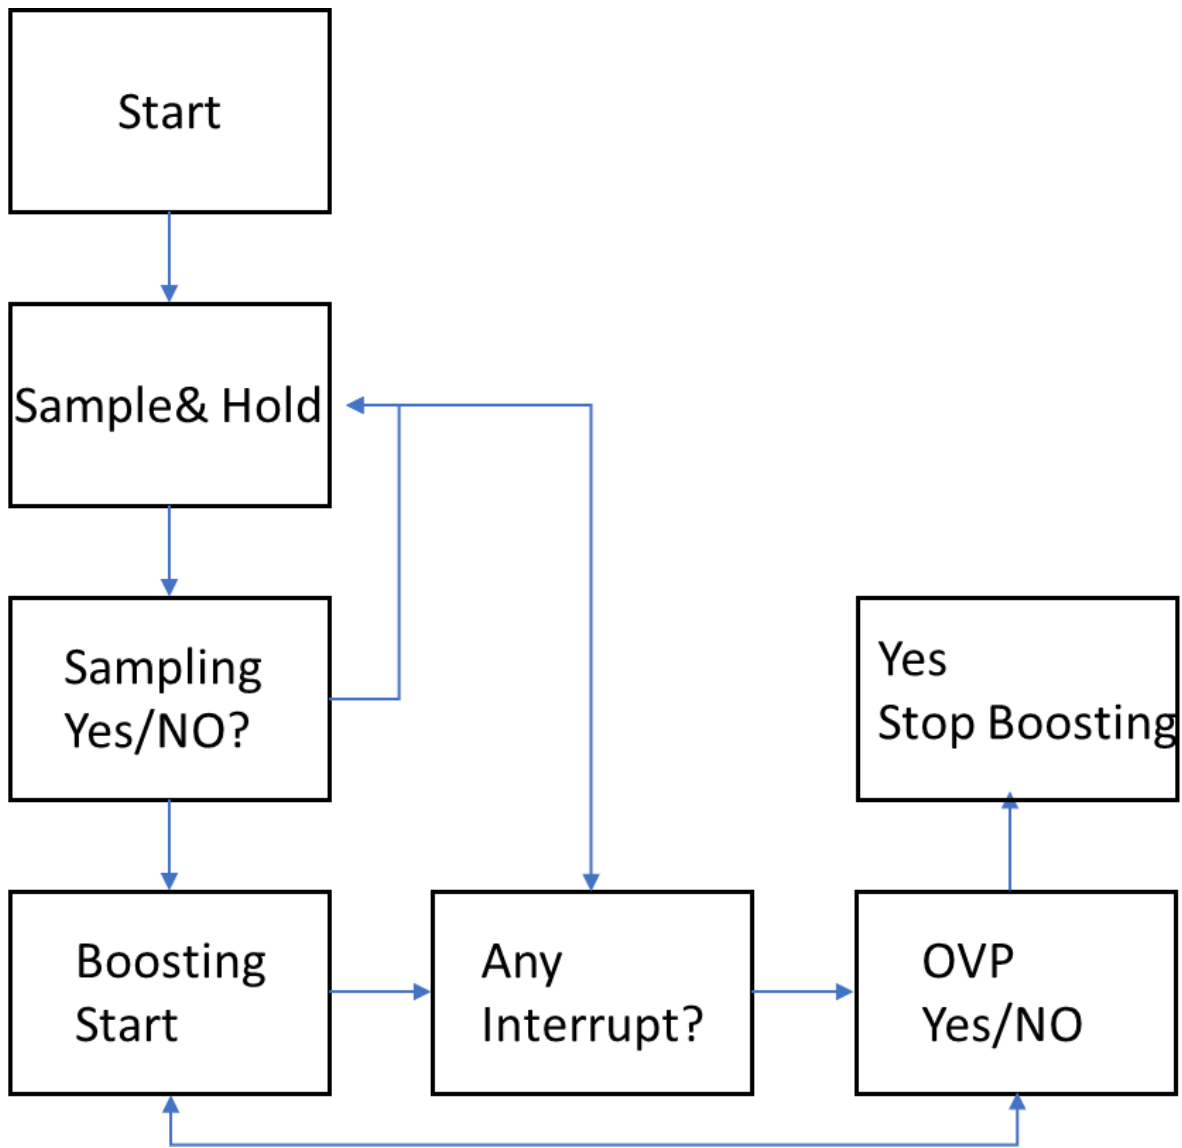 Start
Sample& Hold
Sampling
Yes/NO?
Yes
Stop Boosting
Boosting
Start
Any
Interrupt?
OVP
Yes/NO